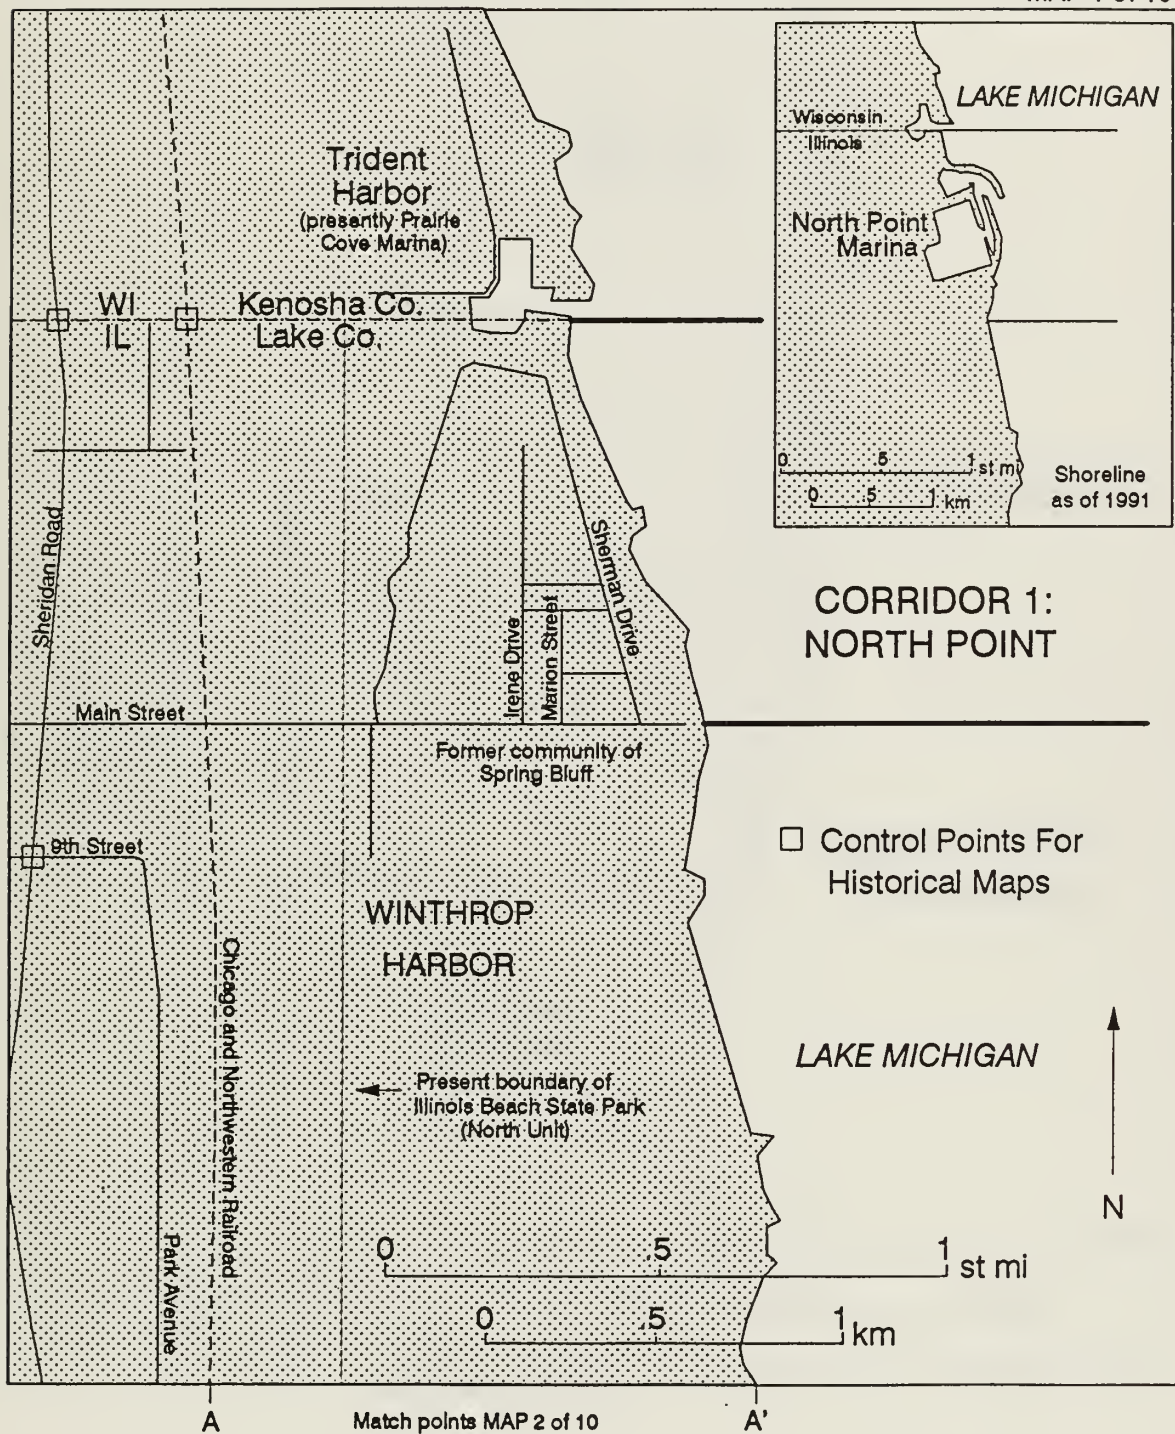 LAKE MICHIGAN
Wisconsin
Illinois
North Point
Marina
0 .5 1 st mi
0 .5 1 km
Shoreline
as of 1991
Trident
Harbor
(presently Prairie
Cove Marina)
WI
IL
Kenosha Co.
Lake Co.
Sheridan Road
Sherman Drive
Irene Drive
Marion Street
CORRIDOR 1:
NORTH POINT
Main Street
Former community of
Spring Bluff
9th Street
Control Points For
Historical Maps
WINTHROP
HARBOR
Chicago and Northwestern Railroad
LAKE MICHIGAN
Present boundary of
Illinois Beach State Park
(North Unit)
N
Park Avenue
0 .5 1 st mi
0 .5 1 km
A
Match points MAP 2 of 10
A'